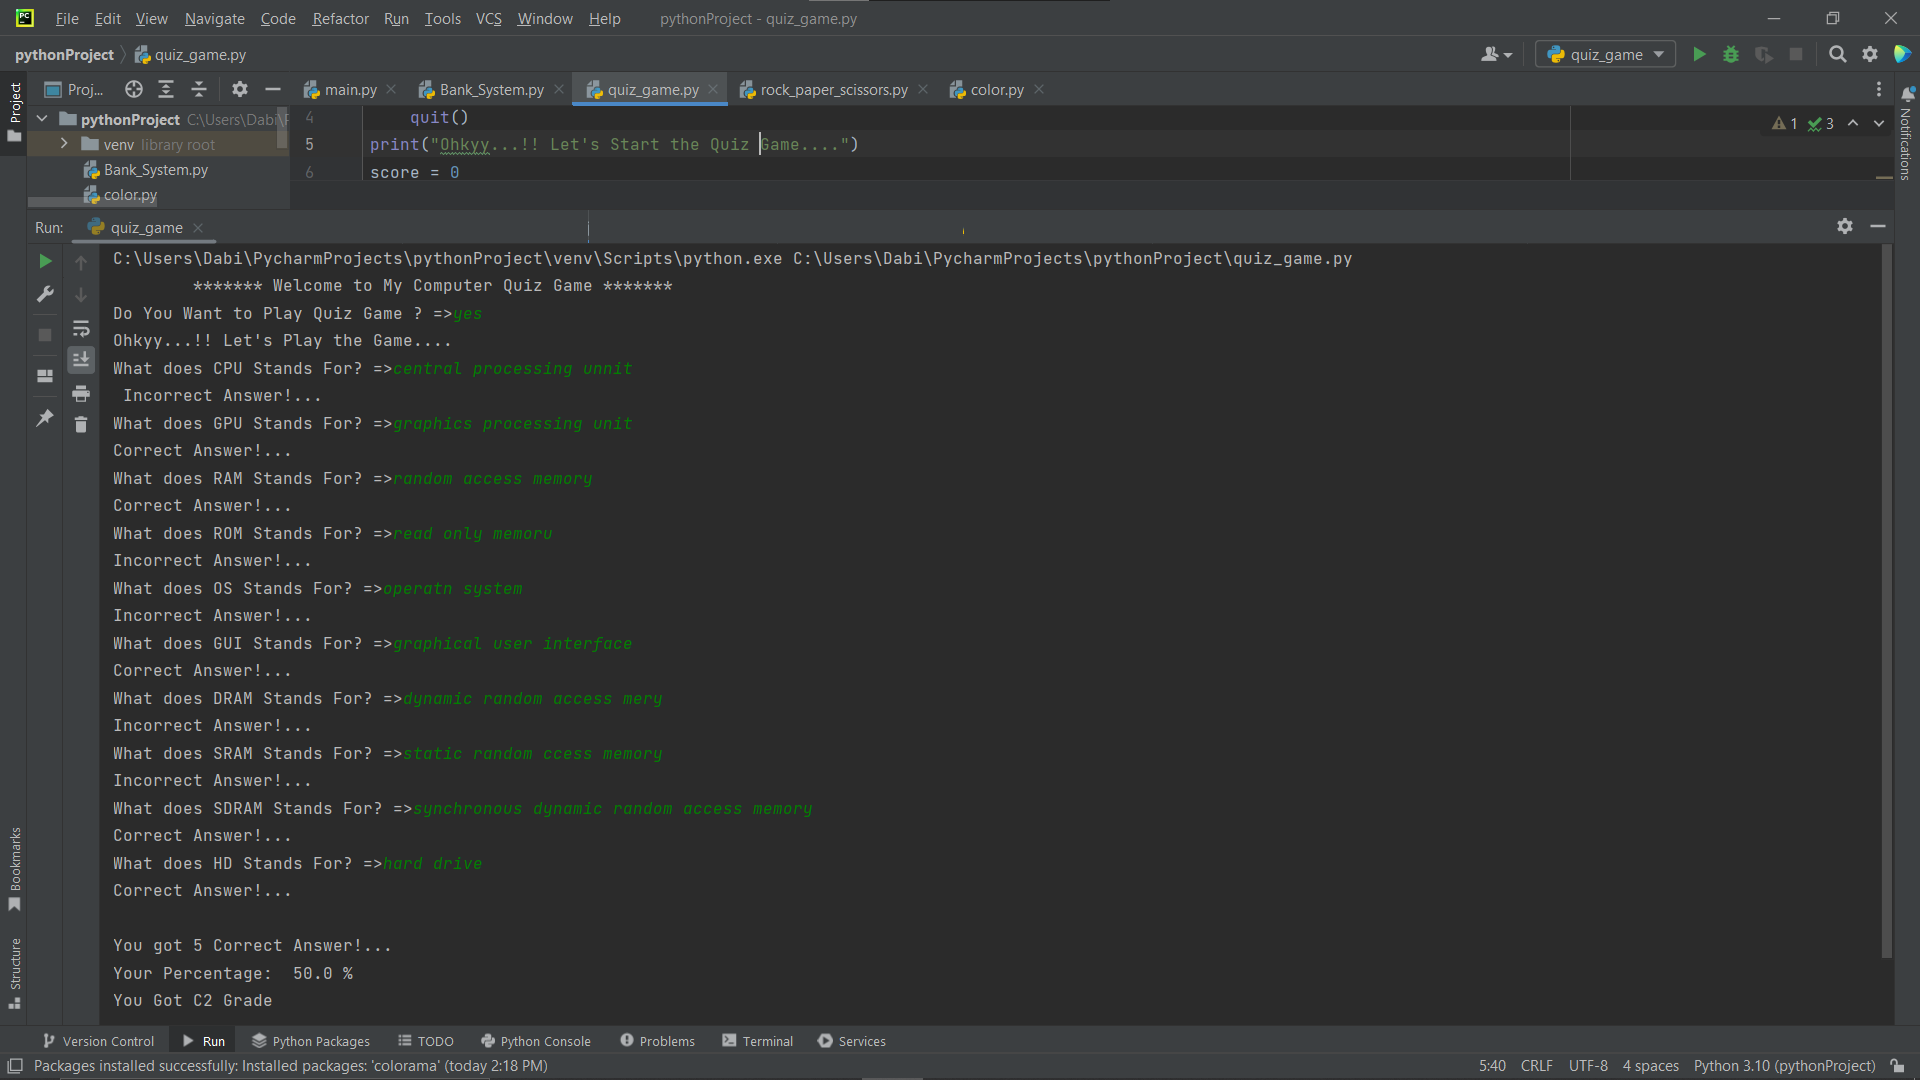 PC
File Edit View Navigate Code Refactor Run Tools VCS Window Help pythonProject - quiz_game.py
pythonProject quiz_game.py
quiz_game
Project
Proj...
main.py Bank_System.py quiz_game.py rock_paper_scissors.py color.py
pythonProject C:\Users\Dabi\P
venv library root
Bank_System.py
color.py
4 quit()
5 print("Ohkyy...!! Let's Start the Quiz Game....")
6 score = 0
1 3
Notifications
Run: quiz_game
C:\Users\Dabi\PycharmProjects\pythonProject\venv\Scripts\python.exe C:\Users\Dabi\PycharmProjects\pythonProject\quiz_game.py
******* Welcome to My Computer Quiz Game *******
Do You Want to Play Quiz Game ? =>yes
Ohkyy...!! Let's Play the Game....
What does CPU Stands For? =>central processing unnit
Incorrect Answer!...
What does GPU Stands For? =>graphics processing unit
Correct Answer!...
What does RAM Stands For? =>random access memory
Correct Answer!...
What does ROM Stands For? =>read only memoru
Incorrect Answer!...
What does OS Stands For? =>operatn system
Incorrect Answer!...
What does GUI Stands For? =>graphical user interface
Correct Answer!...
What does DRAM Stands For? =>dynamic random access mery
Incorrect Answer!...
What does SRAM Stands For? =>static random ccess memory
Incorrect Answer!...
What does SDRAM Stands For? =>synchronous dynamic random access memory
Correct Answer!...
What does HD Stands For? =>hard drive
Correct Answer!...
You got 5 Correct Answer!...
Your Percentage:  50.0 %
You Got C2 Grade
Bookmarks
Structure
Version Control Run Python Packages TODO Python Console Problems Terminal Services
Packages installed successfully: Installed packages: 'colorama' (today 2:18 PM) 5:40 CRLF UTF-8 4 spaces Python 3.10 (pythonProject)